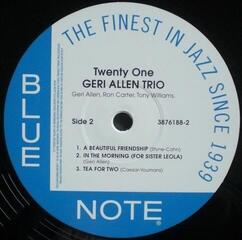 THE FINEST IN JAZZ SINCE 1939
BLUE
NOTE
Twenty One
GERI ALLEN TRIO
Geri Allen, Ron Carter, Tony Williams
Side 2
3876188-2
1. A BEAUTIFUL FRIENDSHIP (Styne-Cahn)
2. IN THE MORNING (FOR SISTER LEOLA)
(Geri Allen)
3. TEA FOR TWO (Caesar-Youmans)